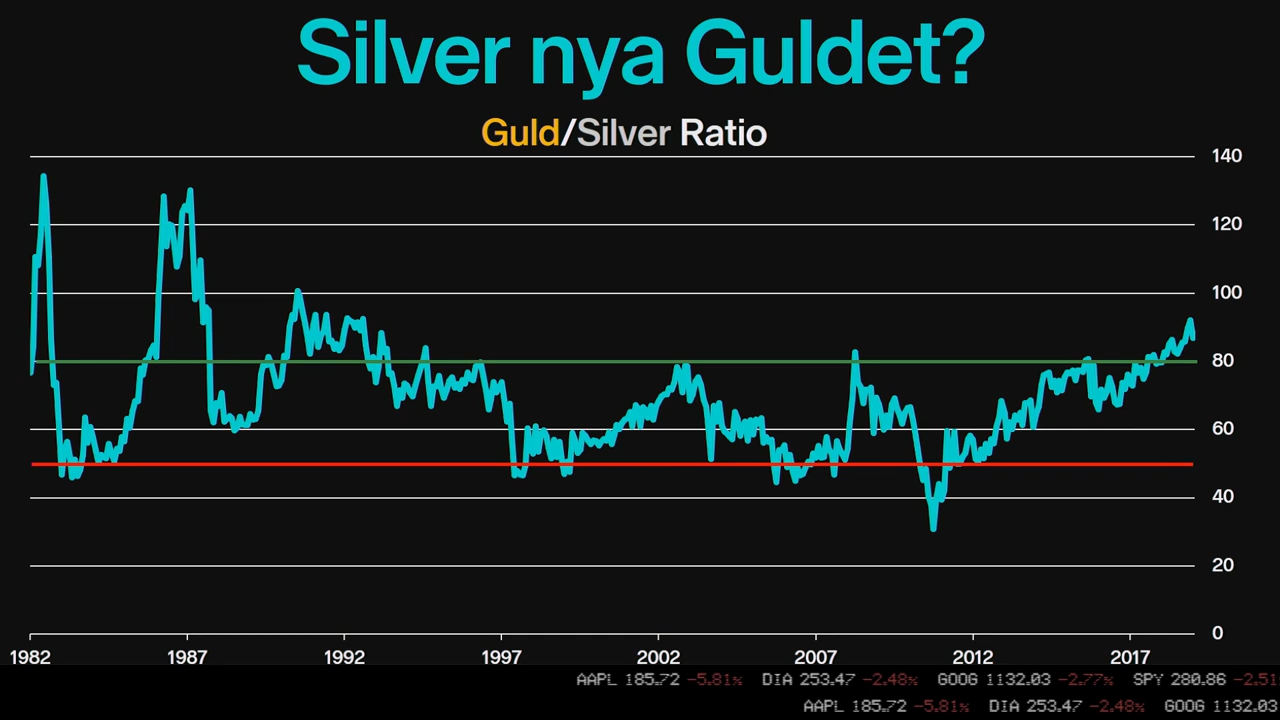 Silver nya Guldet?
Guld/Silver Ratio
140
120
100
80
60
40
20
0
1982 1987 1992 1997 2002 2007 2012 2017
AAPL 185.72 -5.81% DIA 253.47 -2.48% GOOG 1132.03 -2.77% SPY 280.86 -2.51
AAPL 185.72 -5.81% DIA 253.47 -2.48% GOOG 1132.03